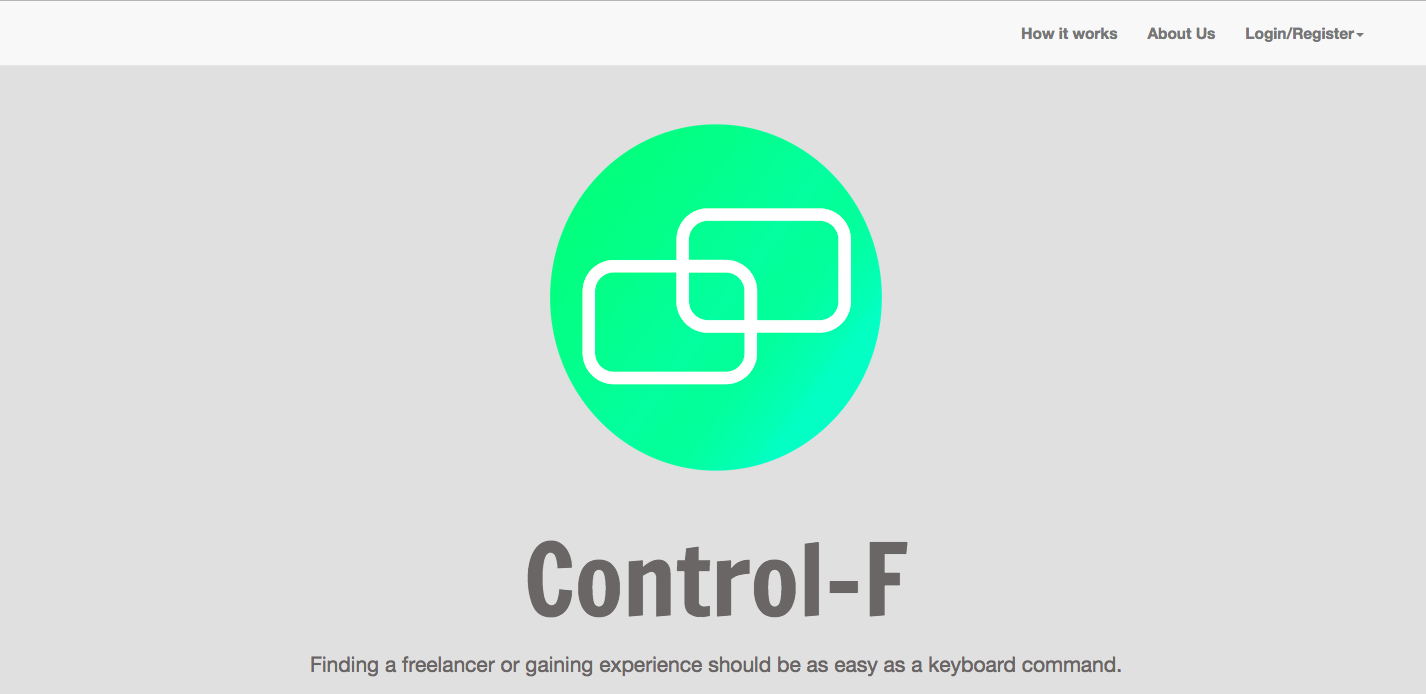 How it works About Us Login/Register
Control-F
Finding a freelancer or gaining experience should be as easy as a keyboard command.